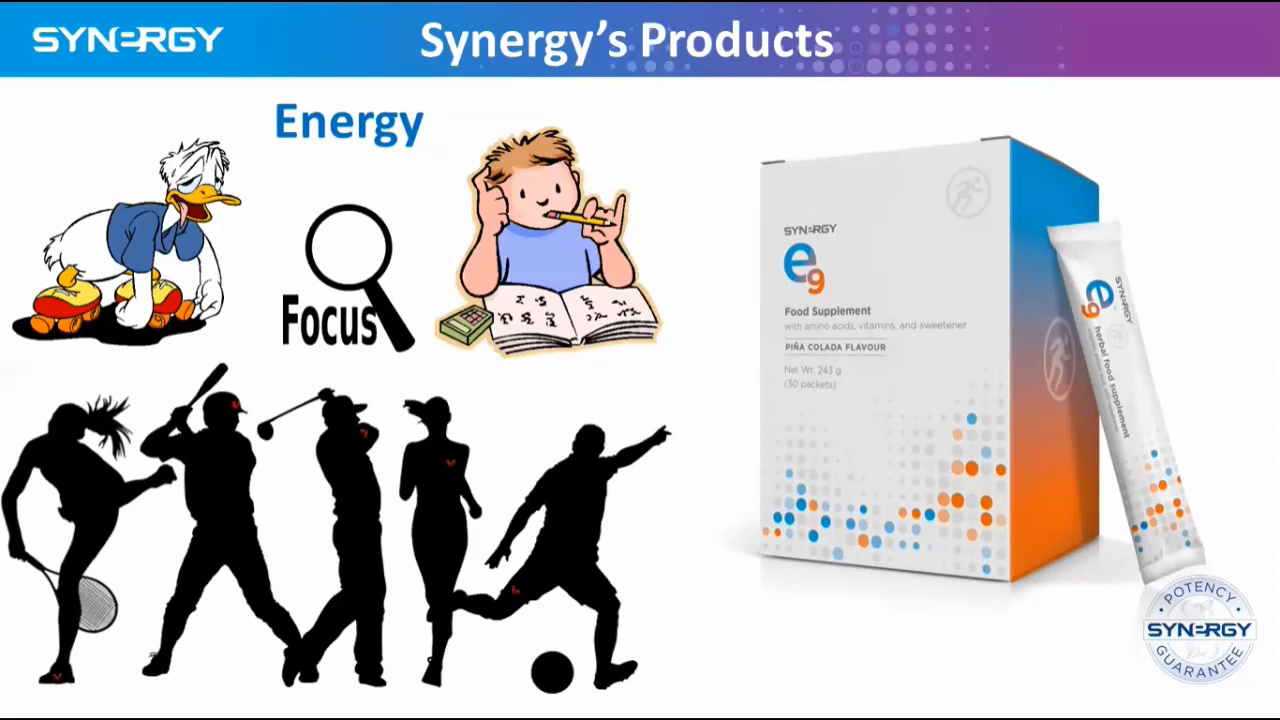 SYNERGY
Synergy's Products
Energy
Focus
SYNERGY
e9
Food Supplement
with amino acids, vitamins, and sweetener
PIÑA COLADA FLAVOUR
Net Wt. 243 g
(30 packets)
SYNERGY
e9
herbal food supplement
POTENCY
SYNERGY
GUARANTEE